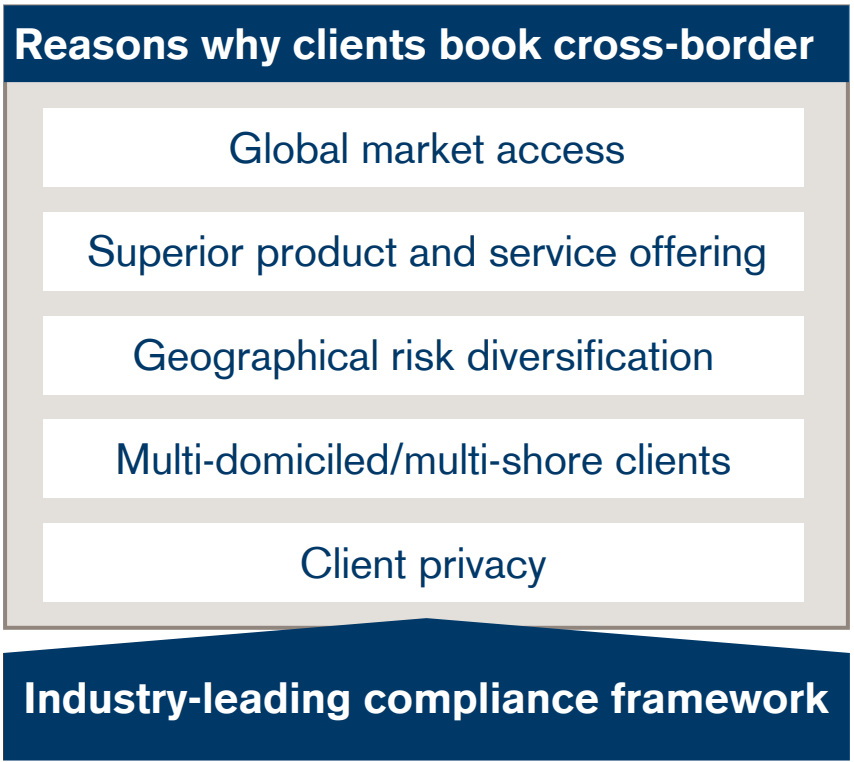 Reasons why clients book cross-border
Global market access
Superior product and service offering
Geographical risk diversification
Multi-domiciled/multi-shore clients
Client privacy
Industry-leading compliance framework